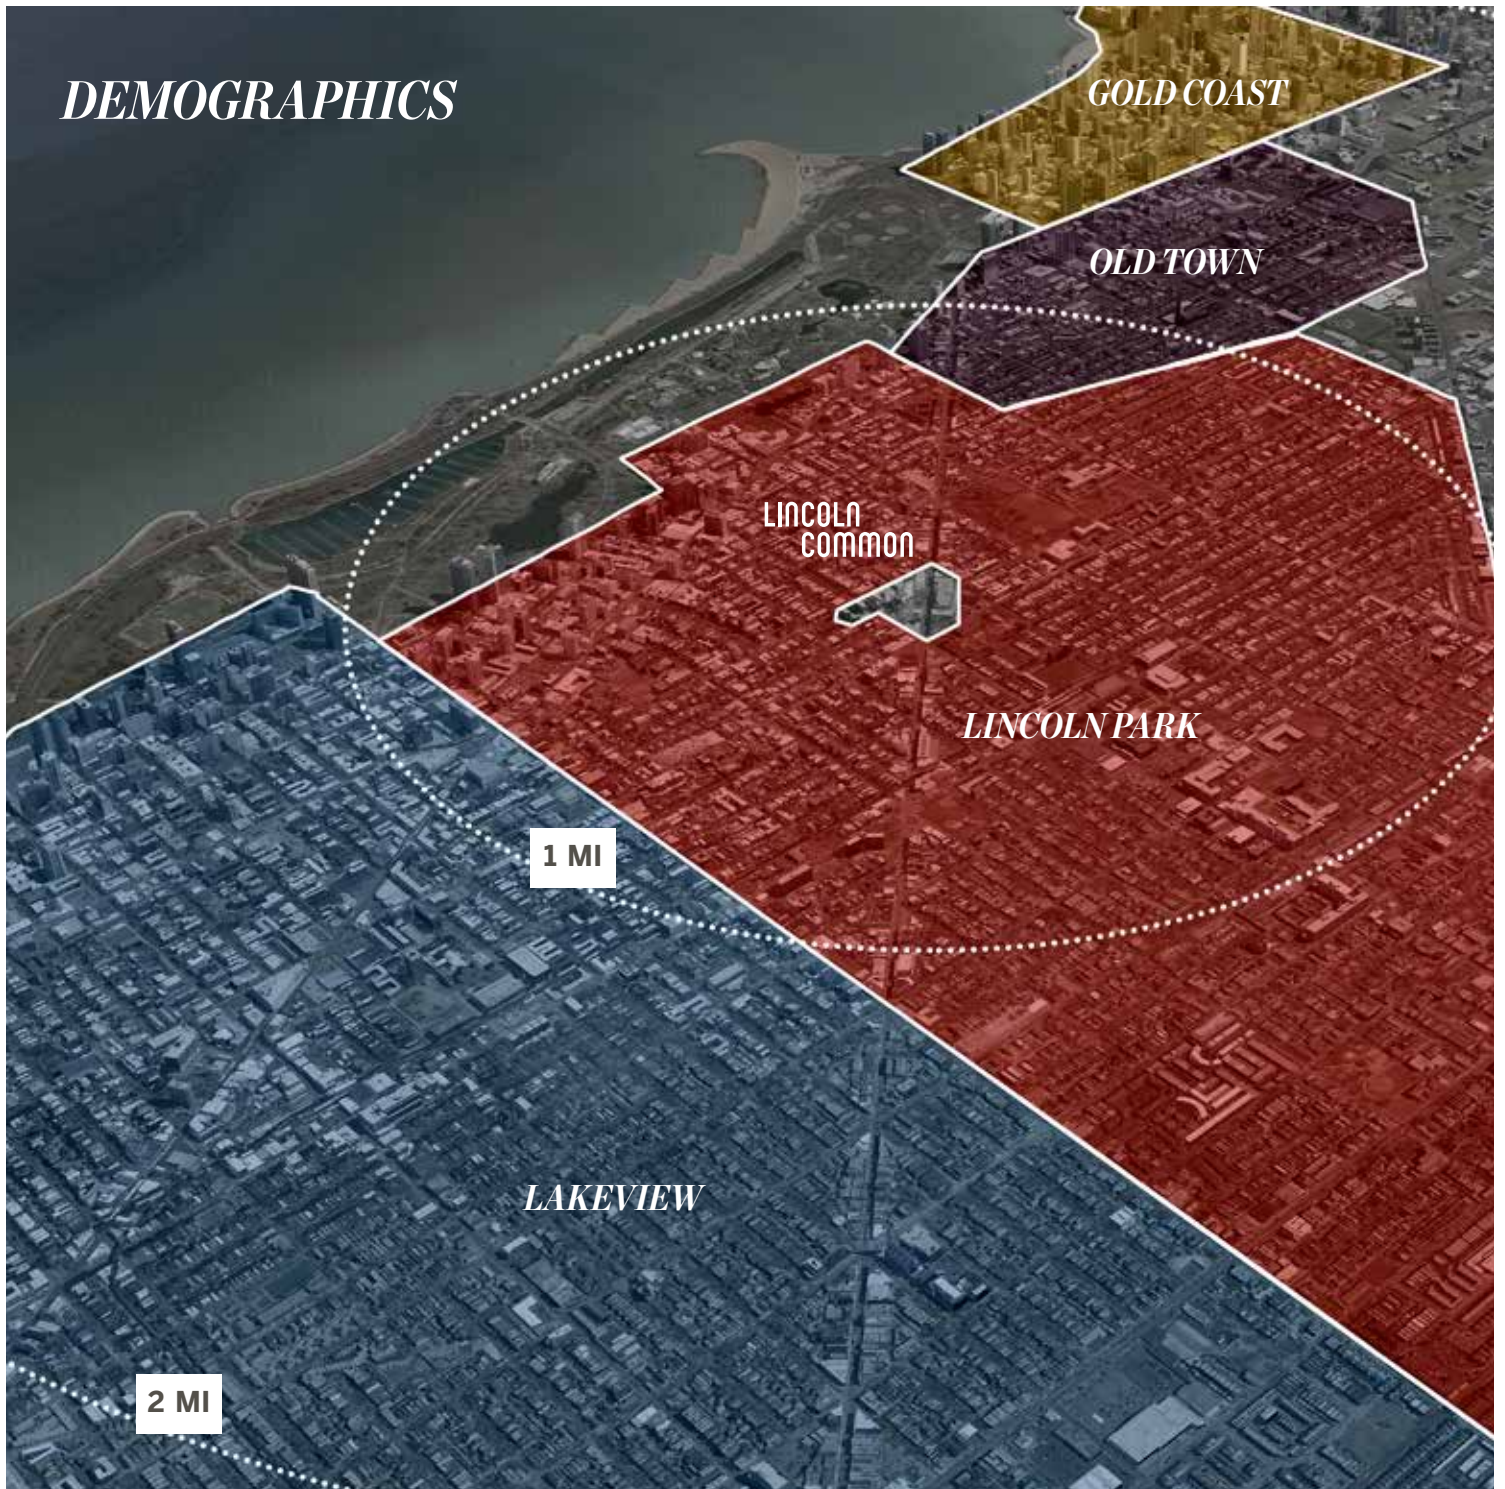 DEMOGRAPHICS
GOLD COAST
OLD TOWN
LINCOLN
COMMON
LINCOLN PARK
1 MI
LAKEVIEW
2 MI